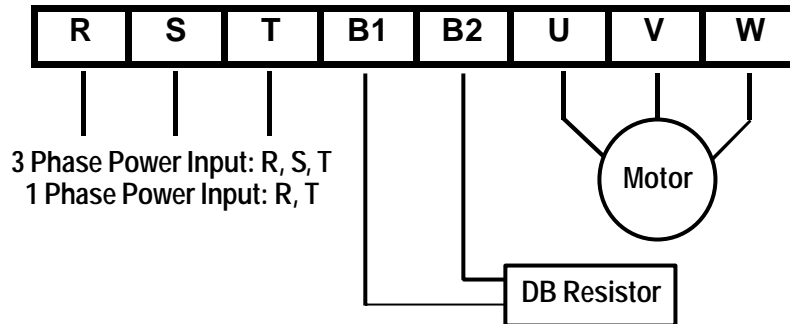 R S T B1 B2 U V W
3 Phase Power Input: R, S, T
1 Phase Power Input: R, T
Motor
DB Resistor